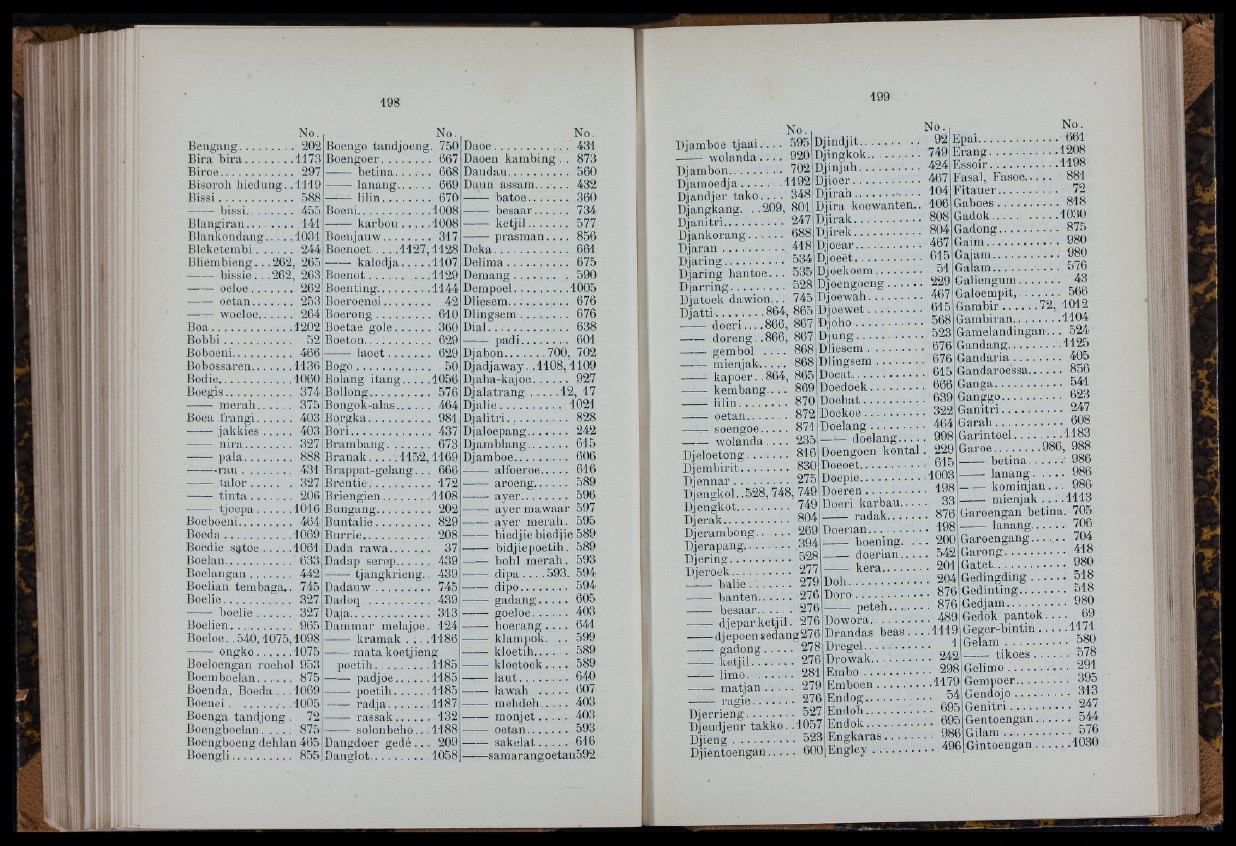 198
No.
Bengang........ 202
Bira bira........1173
Biroe........... 297
Bisoroh hiedung..1119
Bissi........... 588
—— bissi........ 455
Blangiran....... 141
Blankondang.....1031
Bleketembi...... 244
Bliembieng...262, 265
—— bissie...262, 263
—— oeloe....... 262
—— oetan....... 253
—— woeloe...... 264
Boa.............1202
Bobbi........... 52
Boboeni......... 466
Bobossaren......1136
Bodie...........1060
Boegis.......... 374
—— merah..... 375
Boea frangi..... 403
—— jakkies..... 403
—— nira........ 327
—— pala........ 888
——-rau........ 431
—— talor....... 327
—— tinta....... 206
—— tjoepa......1016
Boeboeni........ 464
Boeda...........1069
Boedie satoe.....1061
Boelan.......... 633
Boelangan....... 442
Boelian tembaga.. 745
Boelie.......... 327
—— boelie...... 327
Boelien......... 965
Boeloe..540,1075,1098
—— ongko......1075
Boeloengan roehol 953
Boemboelan...... 875
Boenda, Boeda...1069
Boenei..........1005
Boenga tandjong. 72
Boengboelan..... 875
Boengboeng dehlan 465
Boengli.......... 855
No.
Boengo tandjoeng. 750
Boengoer........ 667
—— betina...... 668
—— lanang...... 669
—— lilin....... 670
Boeni...........1008
—— karbou.....1008
Boenjauw........ 317
Boenoet....1127,1128
—— kalodja.....1107
Boenot..........1129
Boenting........1144
Boeroenei....... 42
Boerong......... 610
Boetae gole..... 360
Boeton.......... 629
—— laoet....... 629
Bogo............ 50
Bolang itang....1056
Bollong......... 576
Bongok-alas..... 464
Borgka.......... 981
Bori............ 437
Brambang........ 673
Branak.....1152,1169
Brappat-gelang... 666
Brentie......... 172
Briengien.......1108
Bungang......... 202
Buntalie........ 829
Burrie.......... 208
Dada rawa....... 37
Dadap serep..... 439
—— tjangkrieng.. 439
Dadauw.......... 745
Dadoq........... 439
Daja............ 313
Dammar melajoe. 124
—— kramak....1186
—— mata koetjieng
poetih........1185
—— padjoe.....1185
—— poetih.....1185
—— radja......1187
—— rassak...... 132
—— solonbeho...1188
Dangdoer gedé... 209
Danglot.........1058
No.
Daoe............ 431
Daoen kambing.. 873
Daudau.......... 560
Daun assam...... 432
—— batoe....... 360
—— besaar...... 734
—— ketjil...... 577
—— prasman.... 856
Deka............ 661
Delima.......... 675
Demang.......... 590
Dempoel.........1005
Dliesem......... 676
Dlingsem........ 676
Dial............ 638
—— padi........ 601
Djabon......700, 702
Djadjaway..1108,1109
Djaha-kajoe..... 927
Djalatrang.....12, 17
Djalie..........1021
Djalitri........ 828
Djaloepang...... 242
Djamblang....... 615
Djamboe......... 606
—— alfoeroe..... 616
—— aroeng...... 589
—— ayer........ 596
—— ayer mawaar 597
—— ayer merah. 595
—— biedjie biedjie 589
—— bidjie poetih. 589
—— bohl merah. 593
—— dipa....593. 594
—— dipo........ 594
—— gadang..... 605
—— goeloe...... 403
—— hoerang.... 641
—— klampok... 599
—— kloetih...... 589
—— kloetoek.... 589
—— laut........ 640
—— lawah...... 607
—— mehdeh..... 403
—— monjet...... 403
—— oetan....... 593
—— sakelat..... 616
——samarangoetan592
199
No.
Djamboe tjaai.... 595
—— wolanda.... 920
Djambon......... 702
Djamoedja.......1192
Djandjer tako.... 348
Djangkang...209, 801
Djanitri........ 247
Djankorang...... 688
Djaran.......... 418
Djaring......... 534
Djaring hantoe... 535
Djarring........ 528
Djatoek dawion... 745
Djatti.......864, 865
—— doeri....866, 867
—— doreng..866, 867
—— gembol...... 868
—— mienjak..... 868
—— kapoer..864, 865
—— kembang.... 869
—— lilin....... 870
—— oetan....... 872
—— soengoe..... 871
—— wolanda.... 235
Djeloetong...... 816
Djembirit....... 830
Djennar......... 275
Djengkol..528,748,749
Djengkot........ 749
Djerak.......... 804
Djerambong...... 269
Djerapang....... 394
Djering......... 528
Djeroek......... 277
—— balie....... 279
—— banten...... 276
—— besaar...... 276
—— djepar ketjil. 276
——djepoen sedang276
—— gadong...... 278
—— ketjil...... 276
—— limo........ 281
—— matjan...... 279
—— ragie....... 276
Djerrieng....... 527
Djeudjeur takko..1057
Djieng.......... 523
Djientoengan..... 600
No.
Djindjit........ 92
Djingkok........ 749
Djinjah......... 424
Djioer.......... 467
Djirah.......... 104
Djira koewanten.. 106
Djirak.......... 808
Djirek.......... 804
Djoear.......... 467
Djoeët.......... 615
Djoekoem........ 51
Djoengoeng...... 229
Djoewah......... 467
Djoewet......... 615
Djoho........... 568
Djung........... 523
Dliesem......... 676
Dlingsem........ 676
Doeat........... 615
Doedoek......... 666
Doehat.......... 639
Doekoe.......... 322
Doelang......... 464
—— doelang..... 998
Doengoen kontal. 229
Doeoet.......... 615
Doepie..........1003
Doeren.......... 198
Doeri karbau..... 33
—— radak....... 876
Doerian......... 198
—— boening.... 200
—— doerian..... 542
—— kera........ 201
Doh............. 204
Doro............ 876
—— peteh....... 876
Dowora.......... 489
Drandas beas....1119
Dregel.......... 1
Drowak.......... 242
Embo............ 298
Emboen..........1179
Endog........... 54
Endoh........... 695
Endok........... 695
Engkaras........ 986
Engley.......... 496
No.
Epai............ 661
Erang...........1208
Essoir..........1198
Fasal, Fasoe..... 881
Fitauer......... 72
Gaboes.......... 818
Gadok...........1030
Gadong.......... 875
Gaim............ 980
Gajam........... 980
Galam........... 576
Galiengum....... 43
Galoempit,...... 566
Gambir......72, 1012
Gambiran........1104
Gamelandingan... 524
Gandang.........1125
Gandaria........ 405
Gandaroessa..... 856
Ganga........... 541
Ganggo.......... 623
Ganitri......... 247
Garah........... 608
Garintoel.......1183
Garoe.......986, 988
—— betina...... 986
—— lanang...... 986
—— kominjan... 986
—— mienjak....1113
Garoengan betina. 705
—— lanang...... 706
Garoengang...... 704
Garong.......... 418
Gatet........... 980
Gedingding...... 518
Gedinting....... 518
Gedjam.......... 980
Gedok pantok.... 69
Geger-bintin.....1171
Gelam........... 580
—— tikoes...... 578
Gelimo.......... 291
Gempoer......... 395
Gendojo......... 313
Genitri......... 247
Gentoengan...... 544
Gilam........... 576
Gintoengan......1030